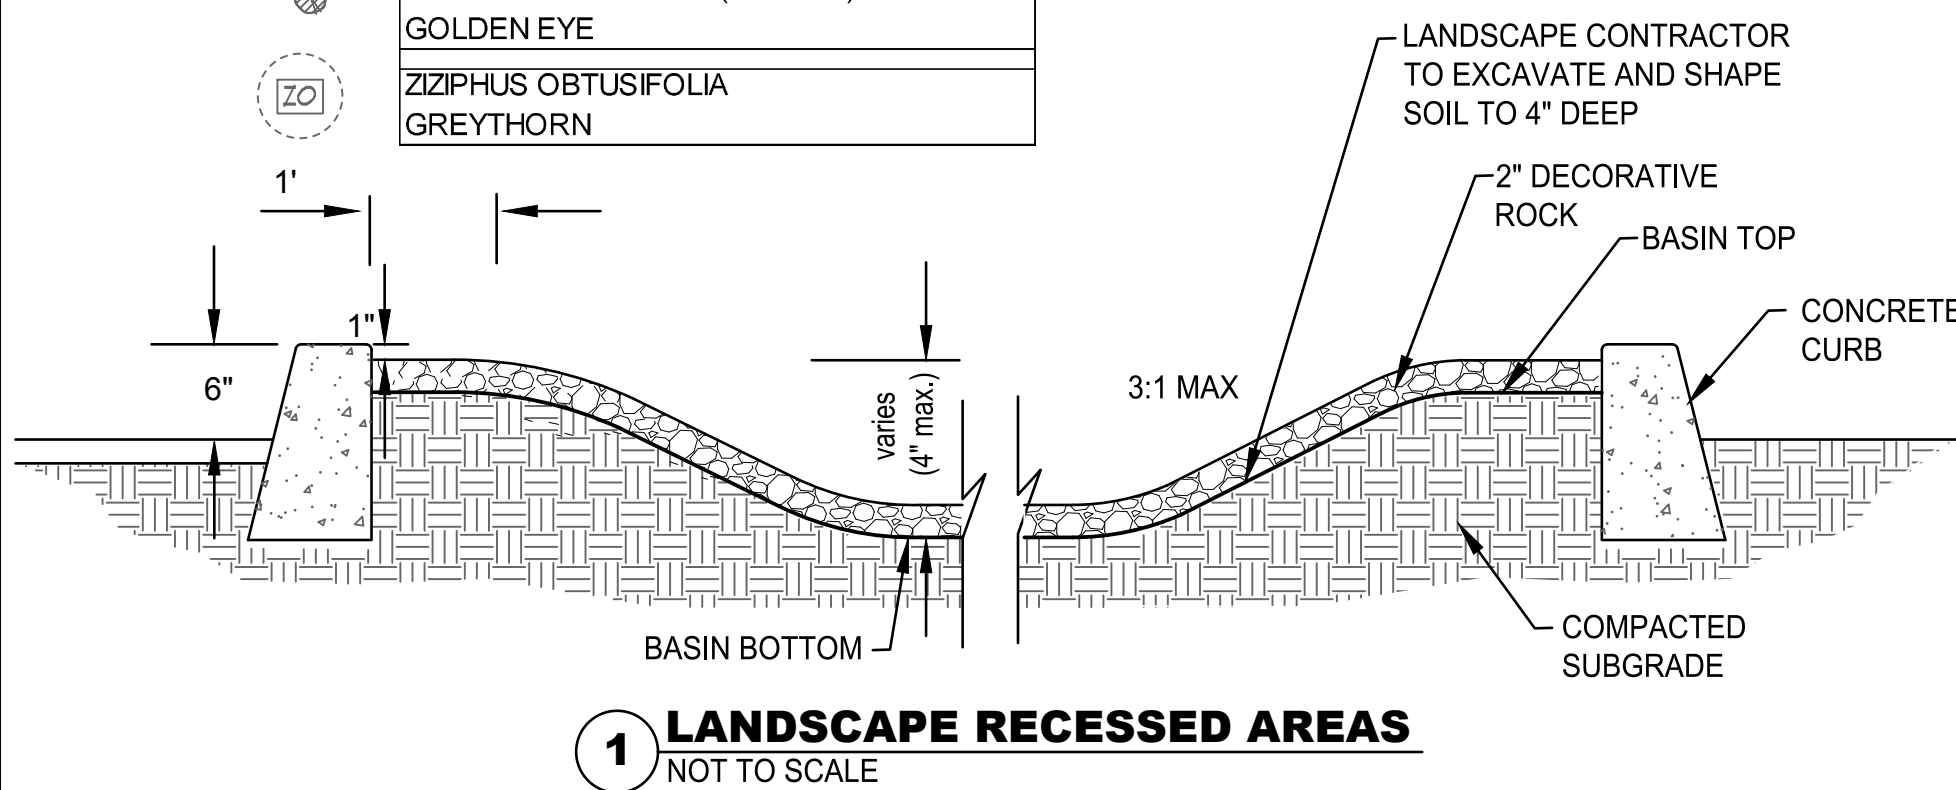 GOLDEN EYE
ZO
ZIZIPHUS OBTUSIFOLIA
GREYTHORN
LANDSCAPE CONTRACTOR
TO EXCAVATE AND SHAPE
SOIL TO 4" DEEP
2" DECORATIVE
ROCK
BASIN TOP
CONCRETE
CURB
1'
1"
6"
varies
(4" max.)
3:1 MAX
BASIN BOTTOM
COMPACTED
SUBGRADE
1
LANDSCAPE RECESSED AREAS
NOT TO SCALE